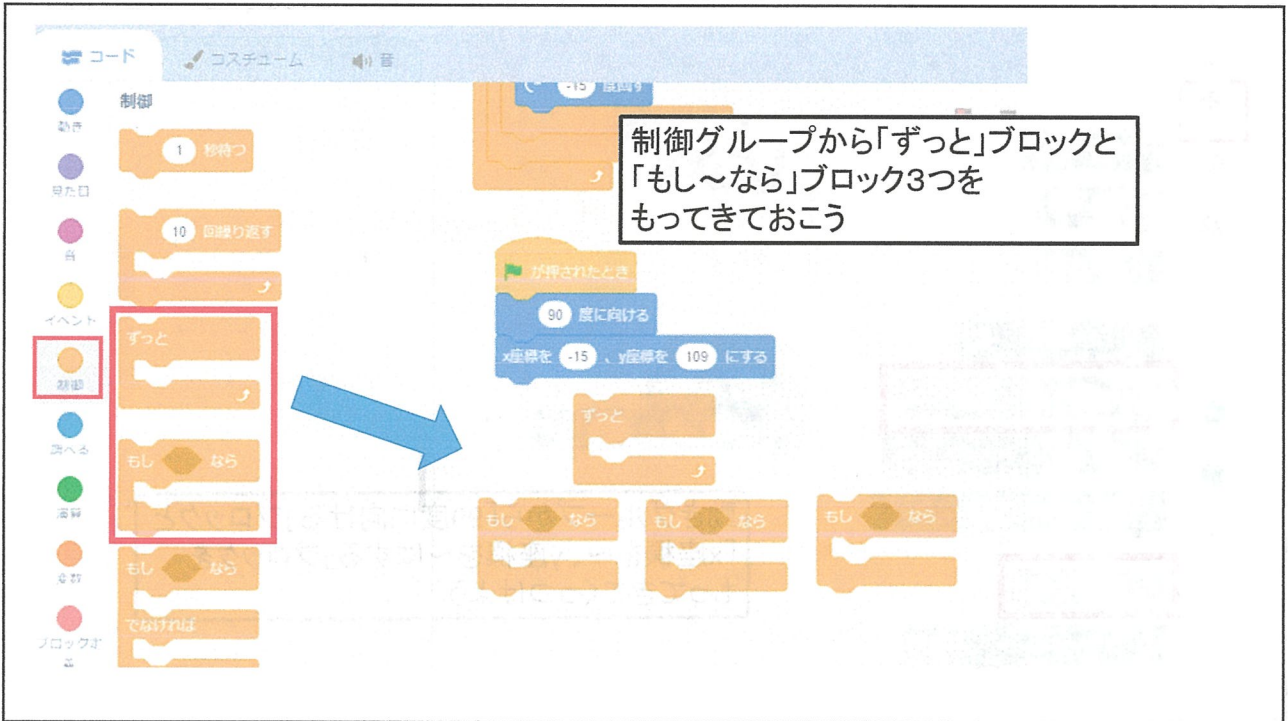 コード
コスチューム
音
動き
見た目
音
イベント
制御
調べる
演算
変数
制御
1 秒待つ
10 回繰り返す
ずっと
もし なら
もし なら
でなければ
-15 度回す
制御グループから「ずっと」ブロックと
「もし～なら」ブロック3つを
もってきておこう
が押されたとき
90 度に向ける
x座標を -15 、y座標を 109 にする
ずっと
もし なら
もし なら
もし なら